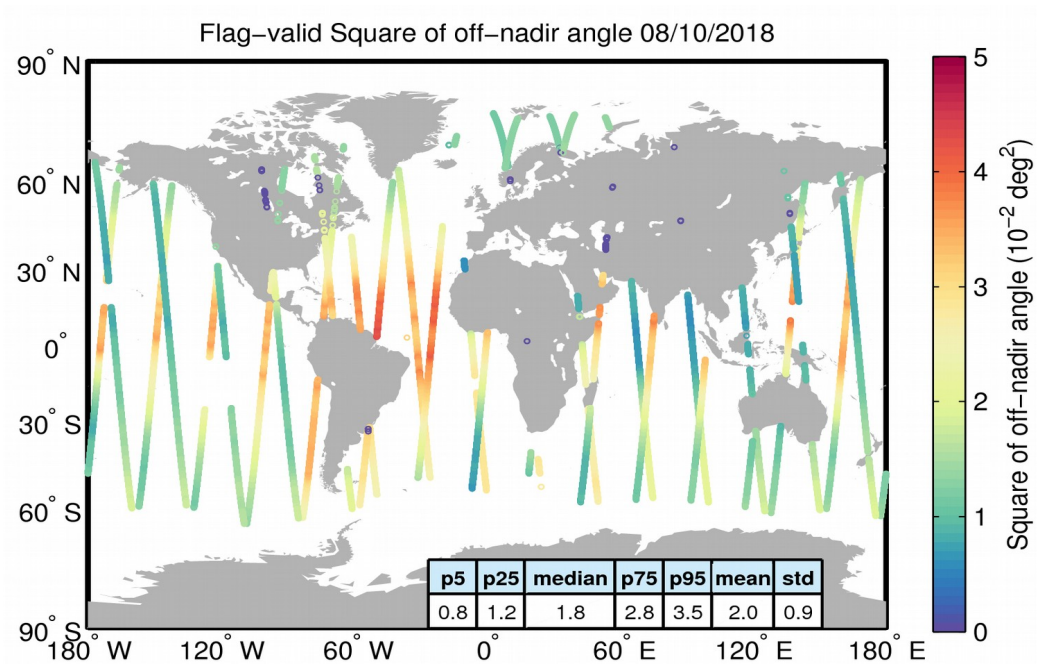 Flag−valid Square of off−nadir angle 08/10/2018
90° N
60° N
30° N
0°
30° S
60° S
90° S
180° W
120° W
60° W
0°
60° E
120° E
180° E
5
4
3
2
1
0
Square of off−nadir angle (10⁻² deg²)
p5 p25 median p75 p95 mean std
0.8 1.2 1.8 2.8 3.5 2.0 0.9